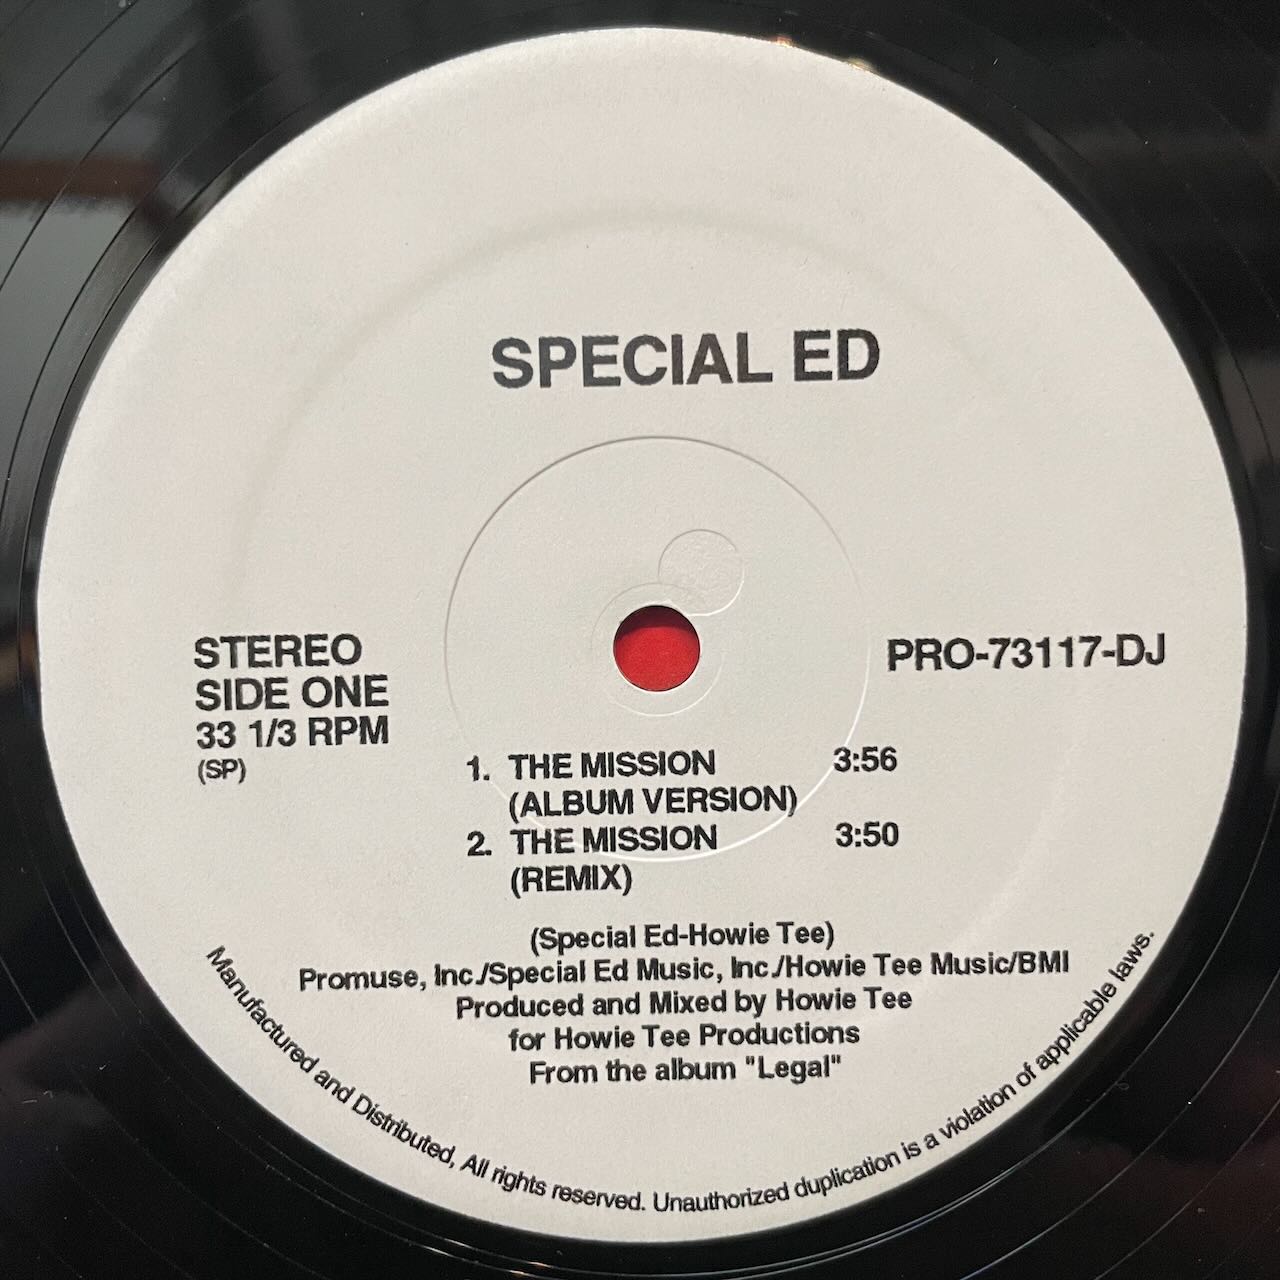 SPECIAL ED
STEREO
SIDE ONE
33 1/3 RPM
(SP)
PRO-73117-DJ
1. THE MISSION 3:56
(ALBUM VERSION)
2. THE MISSION 3:50
(REMIX)
(Special Ed-Howie Tee)
Promuse, Inc./Special Ed Music, Inc./Howie Tee Music/BMI
Produced and Mixed by Howie Tee
for Howie Tee Productions
From the album "Legal"
Manufactured and Distributed, All rights reserved. Unauthorized duplication is a violation of applicable laws.